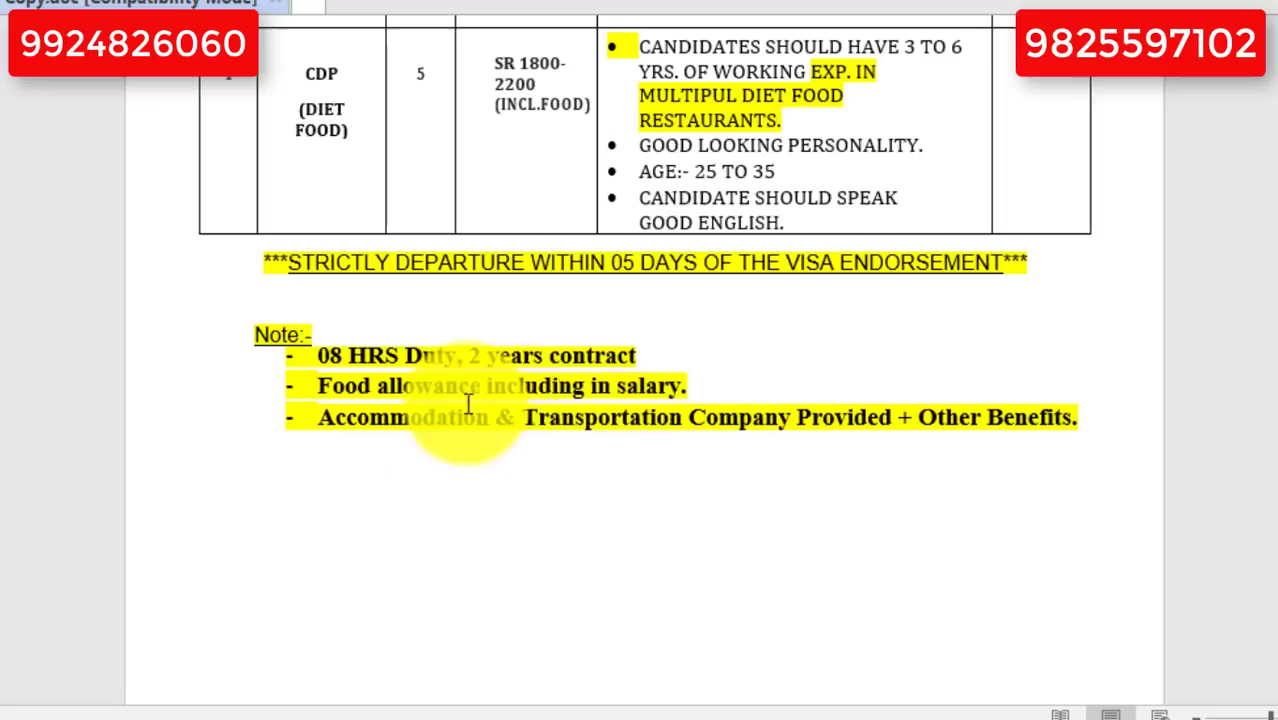 Copy.doc [Compatibility Mode]
9924826060
9825597102
CDP
(DIET
FOOD)
5
SR 1800-
2200
(INCL.FOOD)
• CANDIDATES SHOULD HAVE 3 TO 6
YRS. OF WORKING EXP. IN
MULTIPUL DIET FOOD
RESTAURANTS.
• GOOD LOOKING PERSONALITY.
• AGE:- 25 TO 35
• CANDIDATE SHOULD SPEAK
GOOD ENGLISH.
***STRICTLY DEPARTURE WITHIN 05 DAYS OF THE VISA ENDORSEMENT***
Note:-
- 08 HRS Duty, 2 years contract
- Food allowance including in salary.
- Accommodation & Transportation Company Provided + Other Benefits.